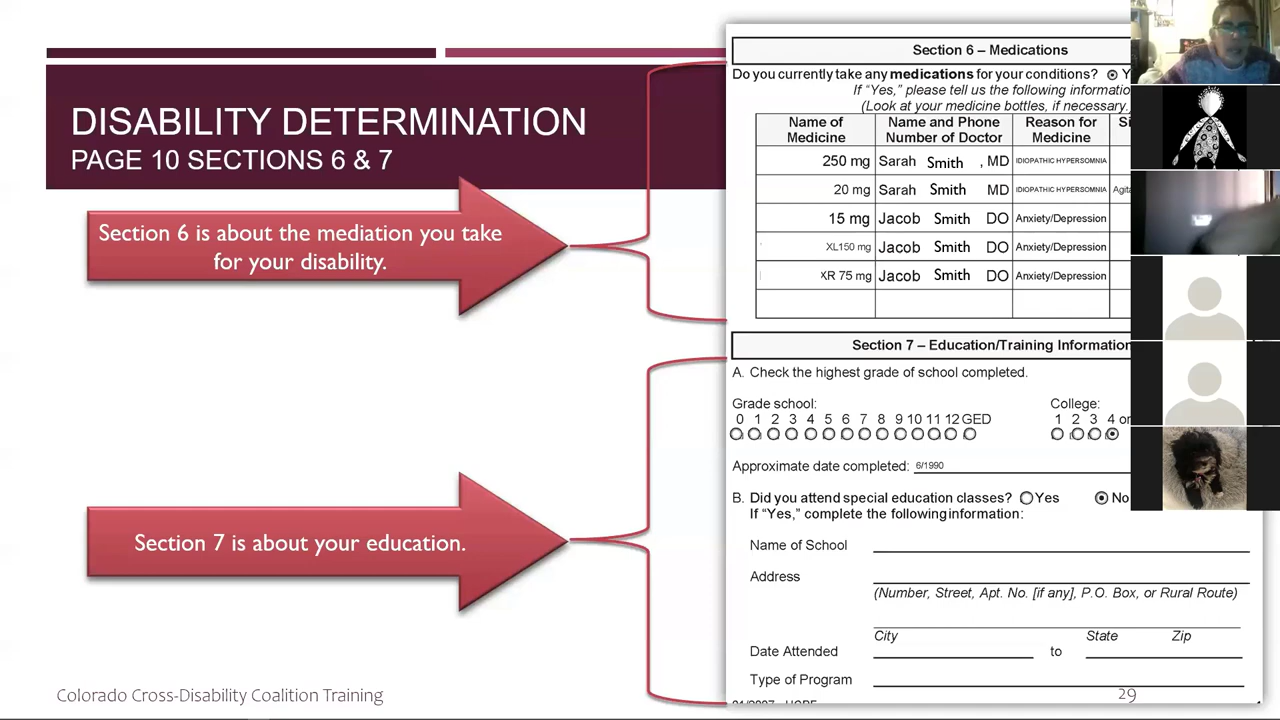 DISABILITY DETERMINATION
PAGE 10 SECTIONS 6 & 7
Section 6 is about the mediation you take
for your disability.
Section 7 is about your education.
Section 6 – Medications
Do you currently take any medications for your conditions? Y
If “Yes,” please tell us the following informatio
(Look at your medicine bottles, if necessary.
Name of Medicine Name and Phone Number of Doctor Reason for Medicine Si
250 mg Sarah Smith , MD IDIOPATHIC HYPERSOMNIA
20 mg Sarah Smith MD IDIOPATHIC HYPERSOMNIA Agita
15 mg Jacob Smith DO Anxiety/Depression
XL150 mg Jacob Smith DO Anxiety/Depression
XR 75 mg Jacob Smith DO Anxiety/Depression
Section 7 – Education/Training Information
A. Check the highest grade of school completed.
Grade school: College:
0 1 2 3 4 5 6 7 8 9 10 11 12 GED 1 2 3 4 or
Approximate date completed: 6/1990
B. Did you attend special education classes? Yes No
If “Yes,” complete the following information:
Name of School
Address
(Number, Street, Apt. No. [if any], P.O. Box, or Rural Route)
City State Zip
Date Attended to
Type of Program
Colorado Cross-Disability Coalition Training
29